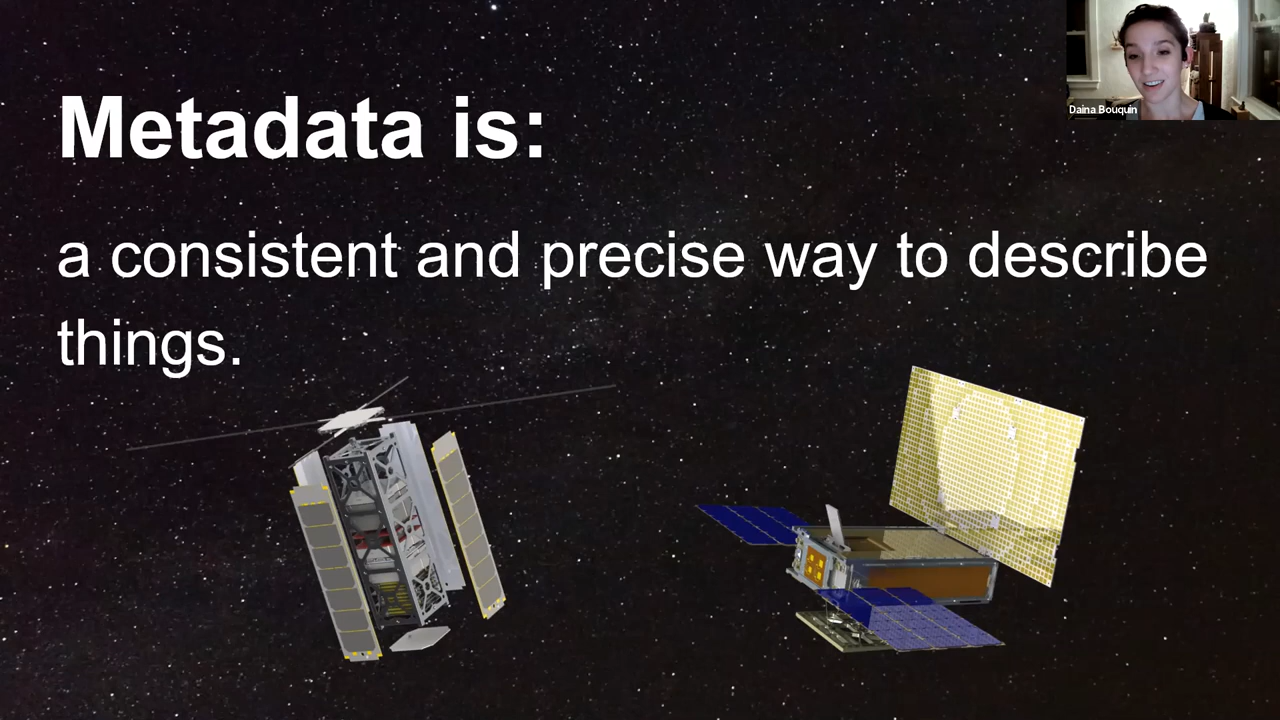 Metadata is:
a consistent and precise way to describe
things.
Daina Bouquin